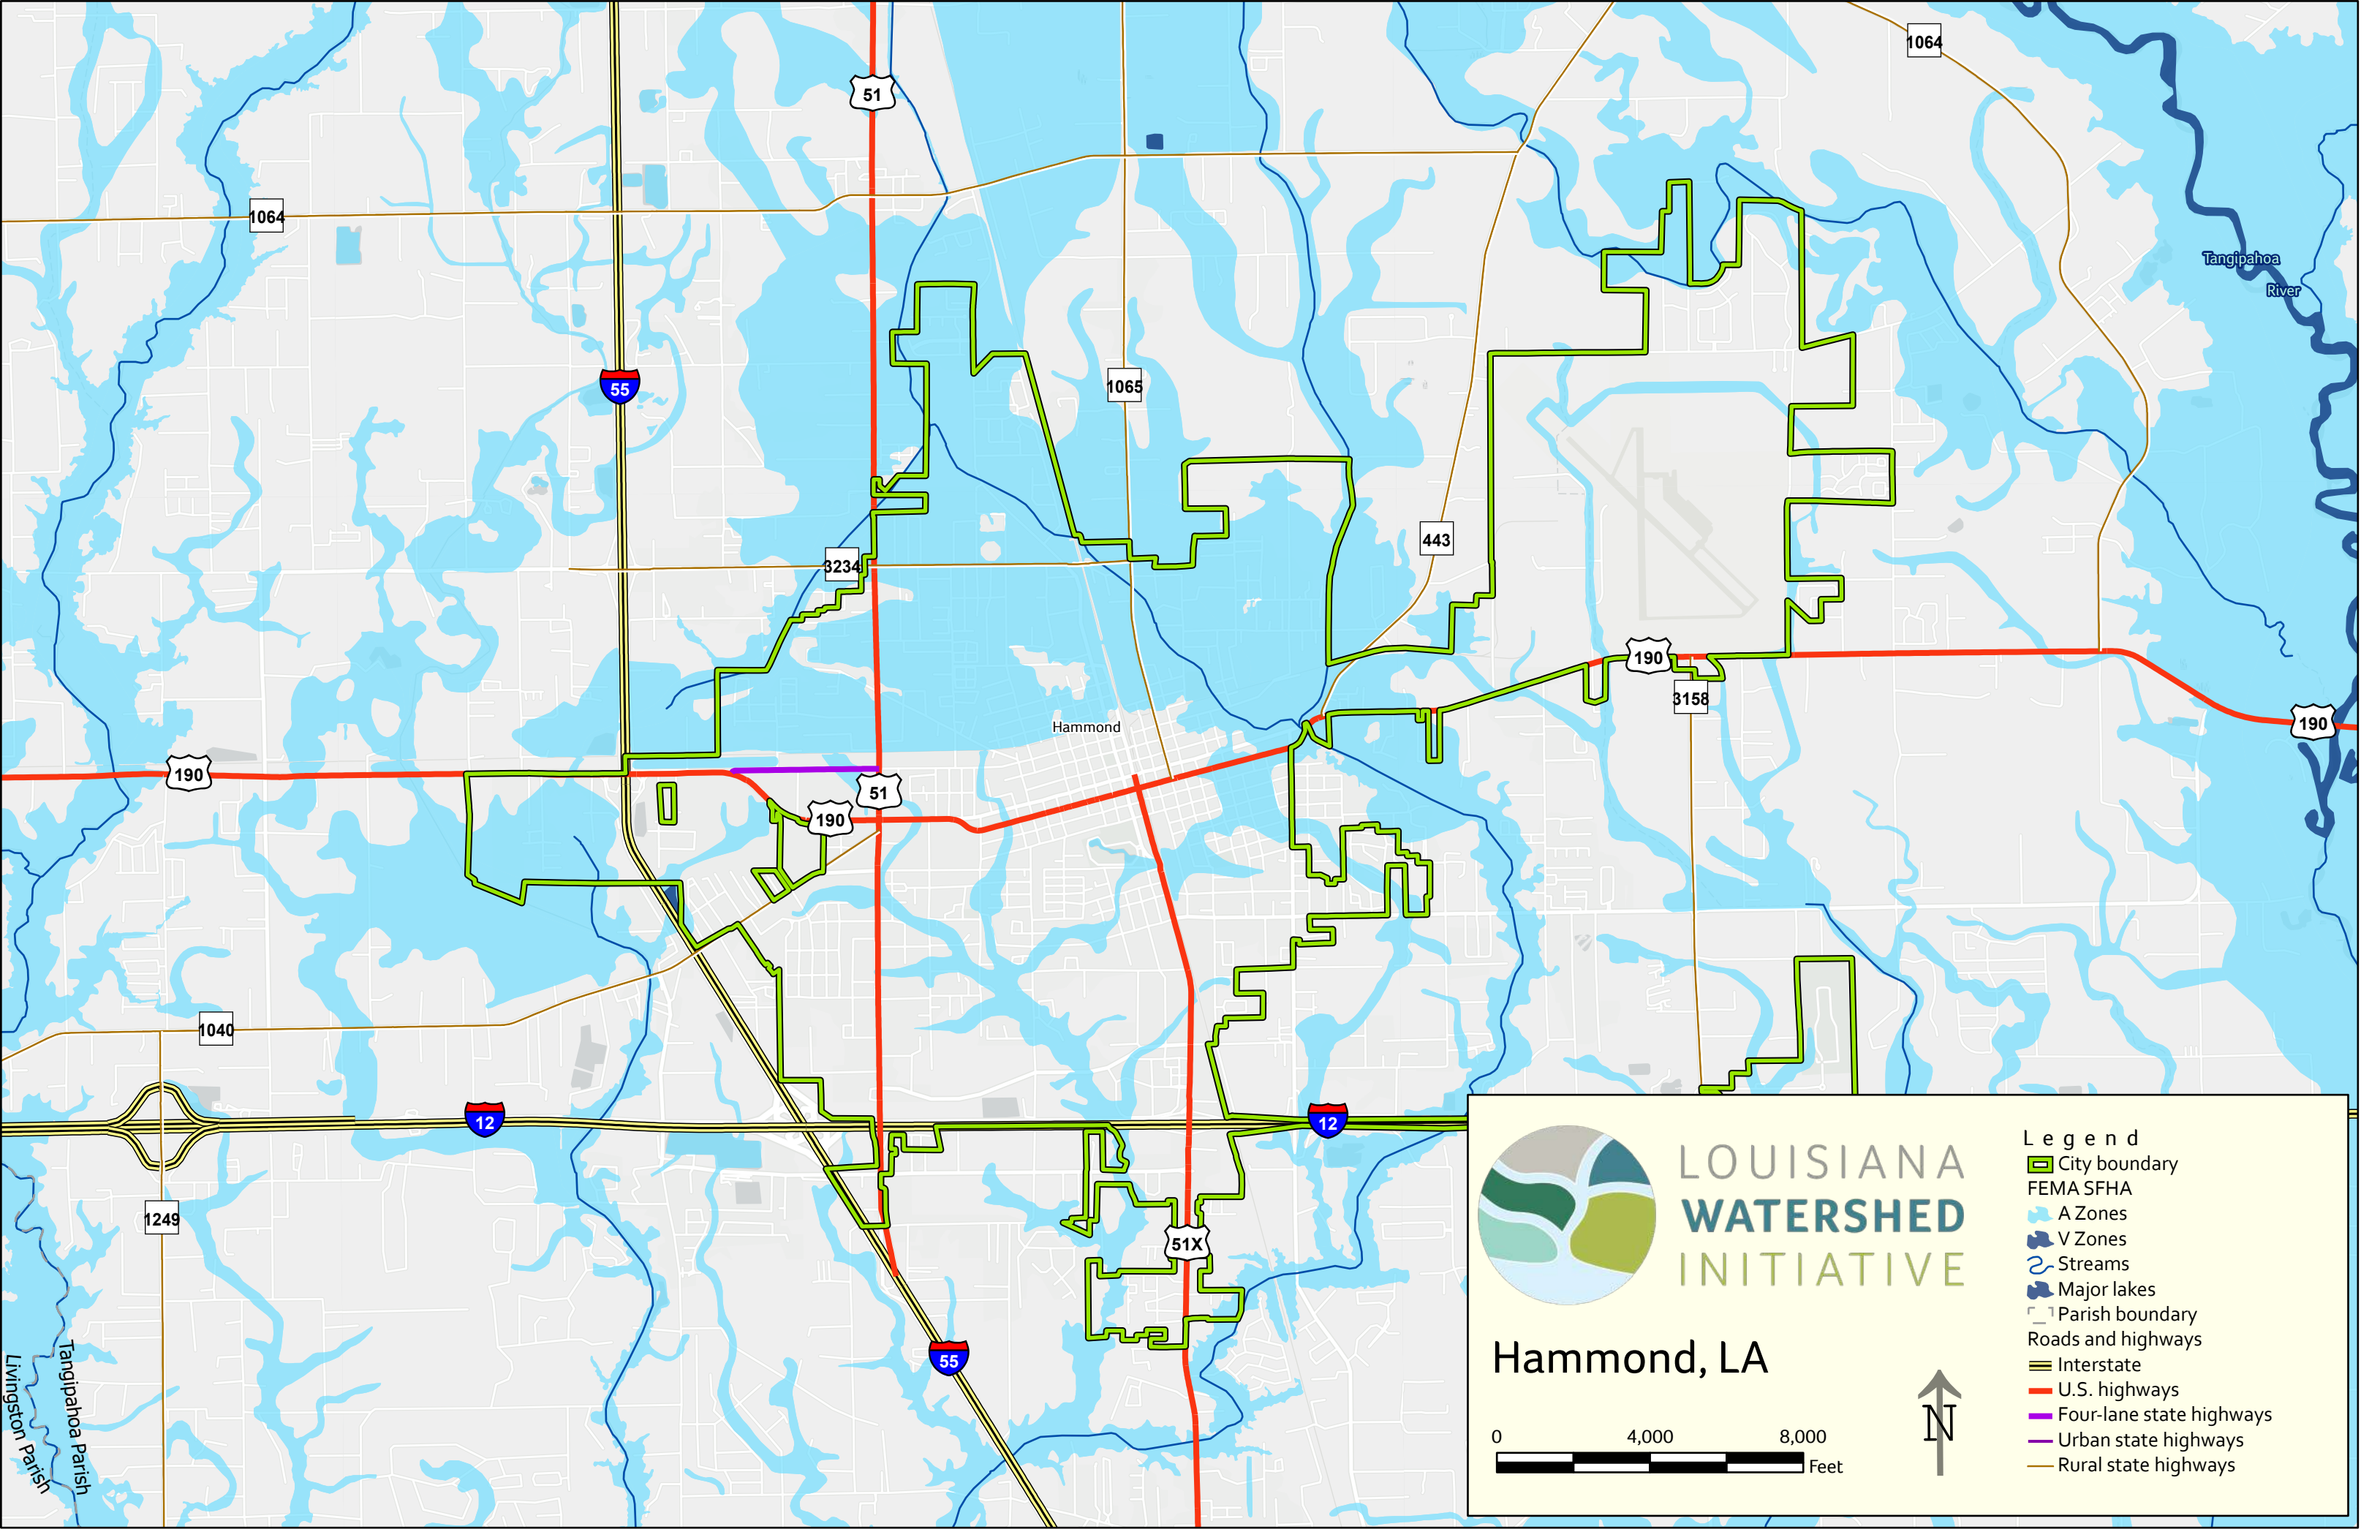 1064
51
1064
Tangipahoa
River
55
1065
443
3234
190
3158
Hammond
190
190
51
190
1040
12
12
1249
51X
55
Tangipahoa Parish
Livingston Parish
LOUISIANA
WATERSHED
INITIATIVE
Hammond, LA
0 4,000 8,000
Feet
N
Legend
City boundary
FEMA SFHA
A Zones
V Zones
Streams
Major lakes
Parish boundary
Roads and highways
Interstate
U.S. highways
Four-lane state highways
Urban state highways
Rural state highways